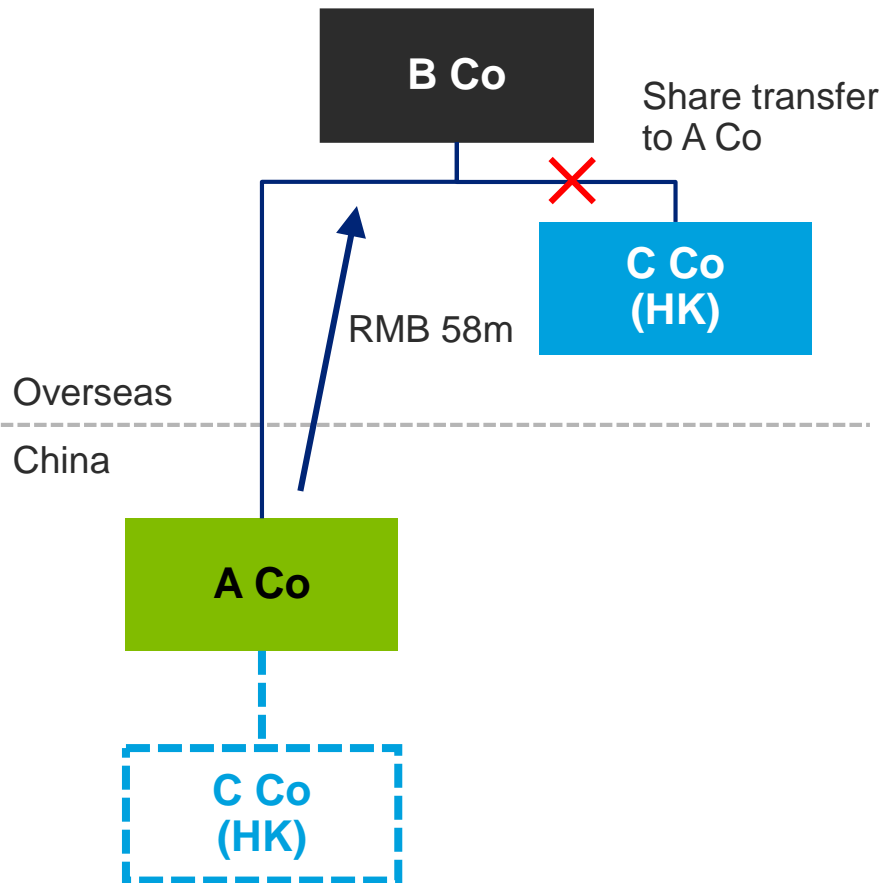 B Co
Share transfer
to A Co
C Co
(HK)
RMB 58m
Overseas
China
A Co
C Co
(HK)